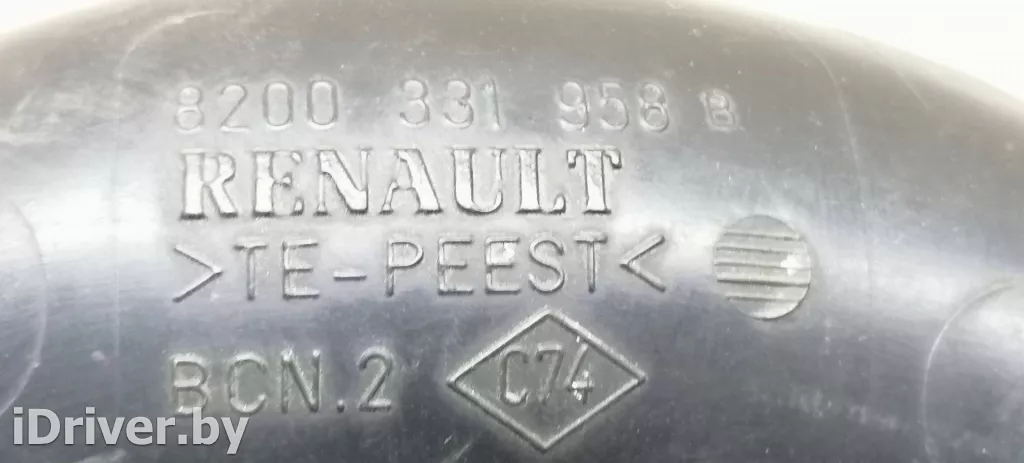 8200 331 958 B
RENAULT
>TE-PEEST<
BCN.2 C74
iDriver.by